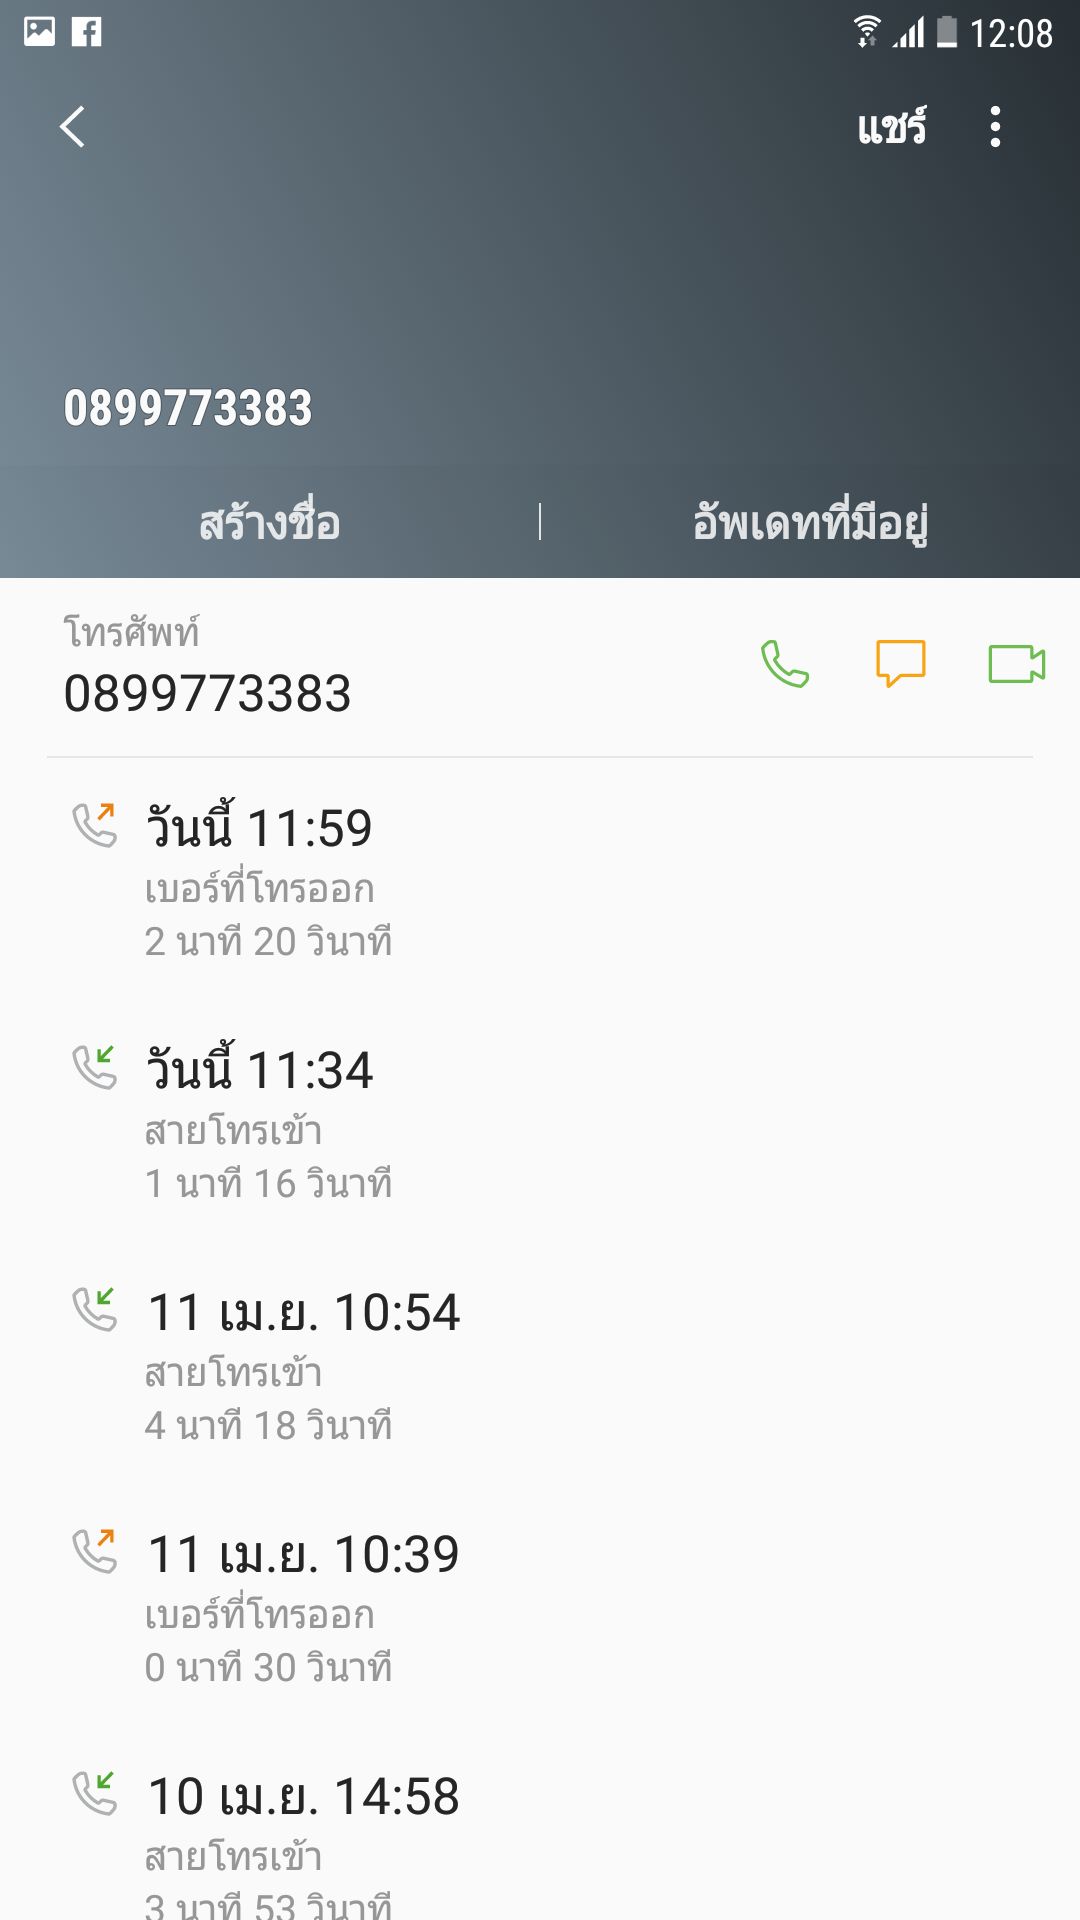 12:08
แชร์
0899773383
สร้างชื่อ
อัพเดทที่มีอยู่
โทรศัพท์
0899773383
วันนี้ 11:59
เบอร์ที่โทรออก
2 นาที 20 วินาที
วันนี้ 11:34
สายโทรเข้า
1 นาที 16 วินาที
11 เม.ย. 10:54
สายโทรเข้า
4 นาที 18 วินาที
11 เม.ย. 10:39
เบอร์ที่โทรออก
0 นาที 30 วินาที
10 เม.ย. 14:58
สายโทรเข้า
3 นาที 53 วินาที